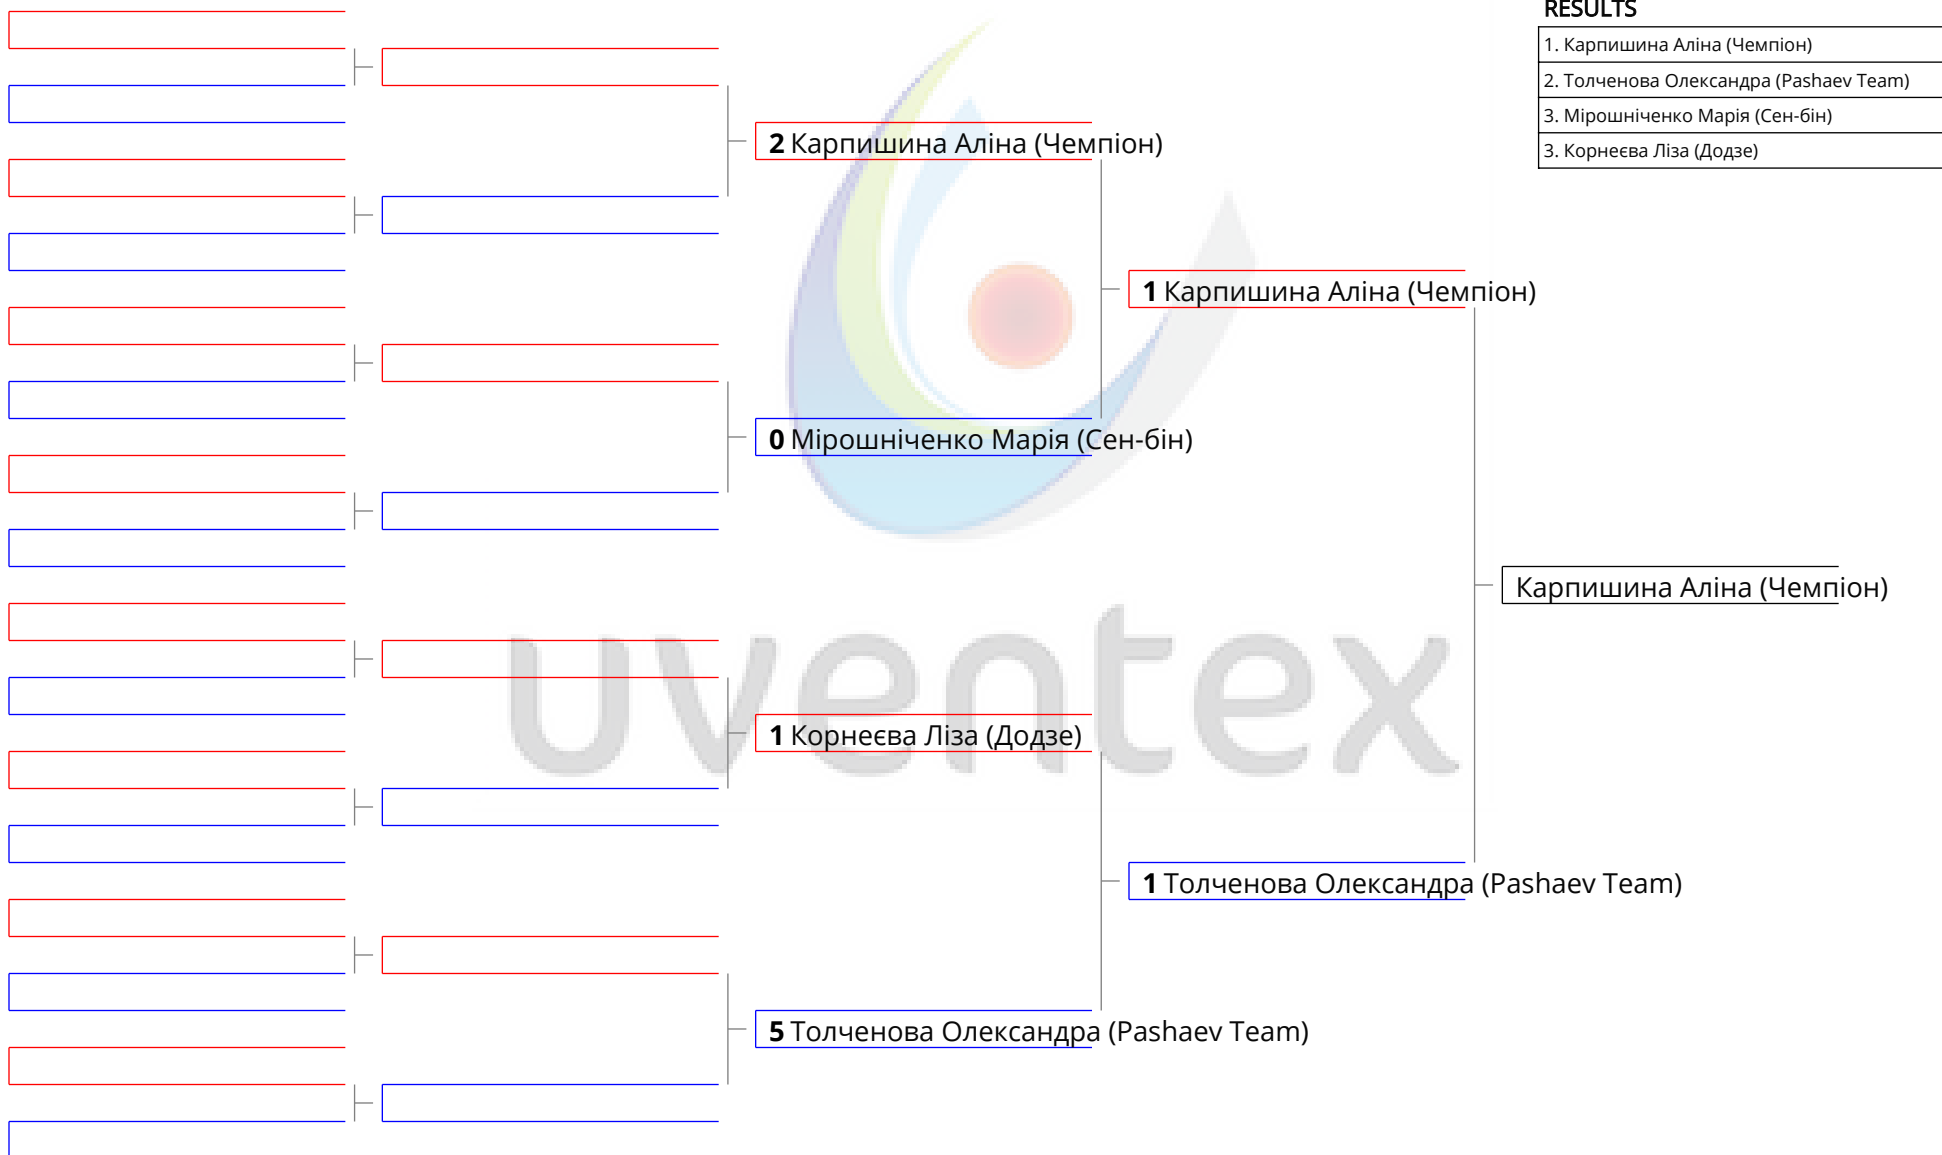 RESULTS
1. Карпишина Аліна (Чемпіон)
2. Толченова Олександра (Pashaev Team)
3. Мірошніченко Марія (Сен-бін)
3. Корнеєва Ліза (Додзе)
2 Карпишина Аліна (Чемпіон)
1 Карпишина Аліна (Чемпіон)
0 Мірошніченко Марія (Сен-бін)
Карпишина Аліна (Чемпіон)
uventex
1 Корнеєва Ліза (Додзе)
1 Толченова Олександра (Pashaev Team)
5 Толченова Олександра (Pashaev Team)